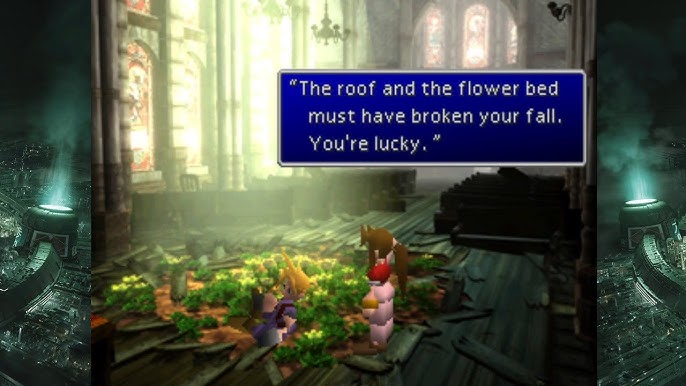 “The roof and the flower bed
must have broken your fall.
You're lucky. ”